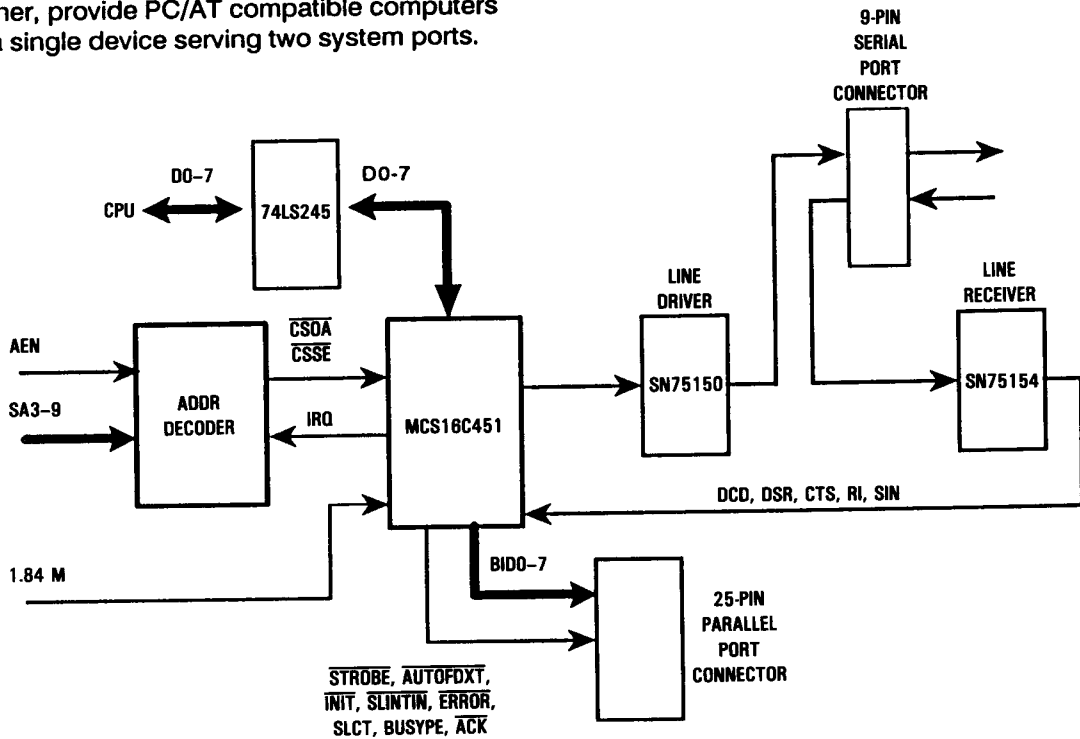 ner, provide PC/AT compatible computers
a single device serving two system ports.
9-PIN
SERIAL
PORT
CONNECTOR
D0-7
D0-7
CPU
74LS245
LINE
DRIVER
LINE
RECEIVER
AEN
CSOA
CSSE
SA3-9
ADDR
DECODER
IRQ
MCS16C451
SN75150
SN75154
DCD, DSR, CTS, RI, SIN
1.84 M
BID0-7
25-PIN
PARALLEL
PORT
CONNECTOR
STROBE, AUTOFDXT,
INIT, SLINTIN, ERROR,
SLCT, BUSYPE, ACK